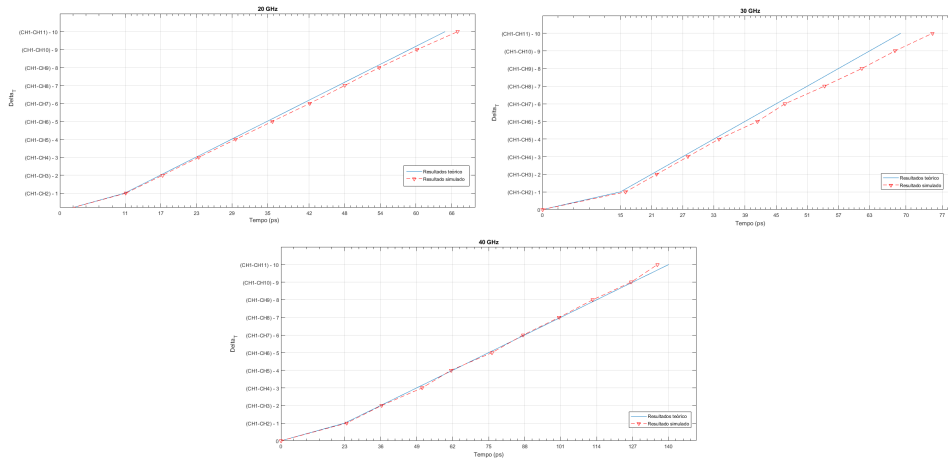 20 GHz
(CH1-CH11) - 10
(CH1-CH10) - 9
(CH1-CH9) - 8
(CH1-CH8) - 7
(CH1-CH7) - 6
(CH1-CH6) - 5
(CH1-CH5) - 4
(CH1-CH4) - 3
(CH1-CH3) - 2
(CH1-CH2) - 1
Delta_T
0 11 17 23 29 35 42 48 54 60 66
Tempo (ps)
Resultados teórico
Resultado simulado
30 GHz
(CH1-CH11) - 10
(CH1-CH10) - 9
(CH1-CH9) - 8
(CH1-CH8) - 7
(CH1-CH7) - 6
(CH1-CH6) - 5
(CH1-CH5) - 4
(CH1-CH4) - 3
(CH1-CH3) - 2
(CH1-CH2) - 1
0
Delta_T
0 15 21 27 33 39 45 51 57 63 70 77
Tempo (ps)
Resultados teórico
Resultado simulado
40 GHz
(CH1-CH11) - 10
(CH1-CH10) - 9
(CH1-CH9) - 8
(CH1-CH8) - 7
(CH1-CH7) - 6
(CH1-CH6) - 5
(CH1-CH5) - 4
(CH1-CH4) - 3
(CH1-CH3) - 2
(CH1-CH2) - 1
0
Delta_T
0 23 36 49 62 75 88 101 114 127 140
Tempo (ps)
Resultados teórico
Resultado simulado